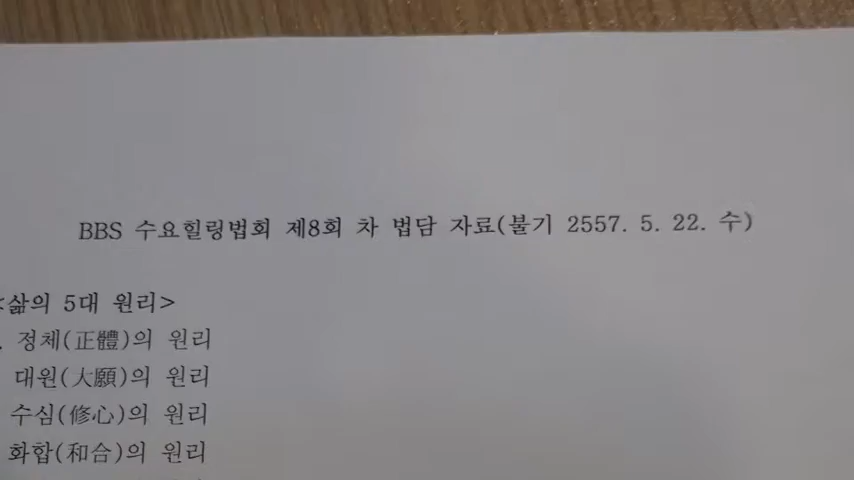 BBS 수요힐링법회 제8회 차 법담 자료(불기 2557. 5. 22. 수)
<삶의 5대 원리>
. 정체(正體)의 원리
대원(大願)의 원리
수심(修心)의 원리
화합(和合)의 원리